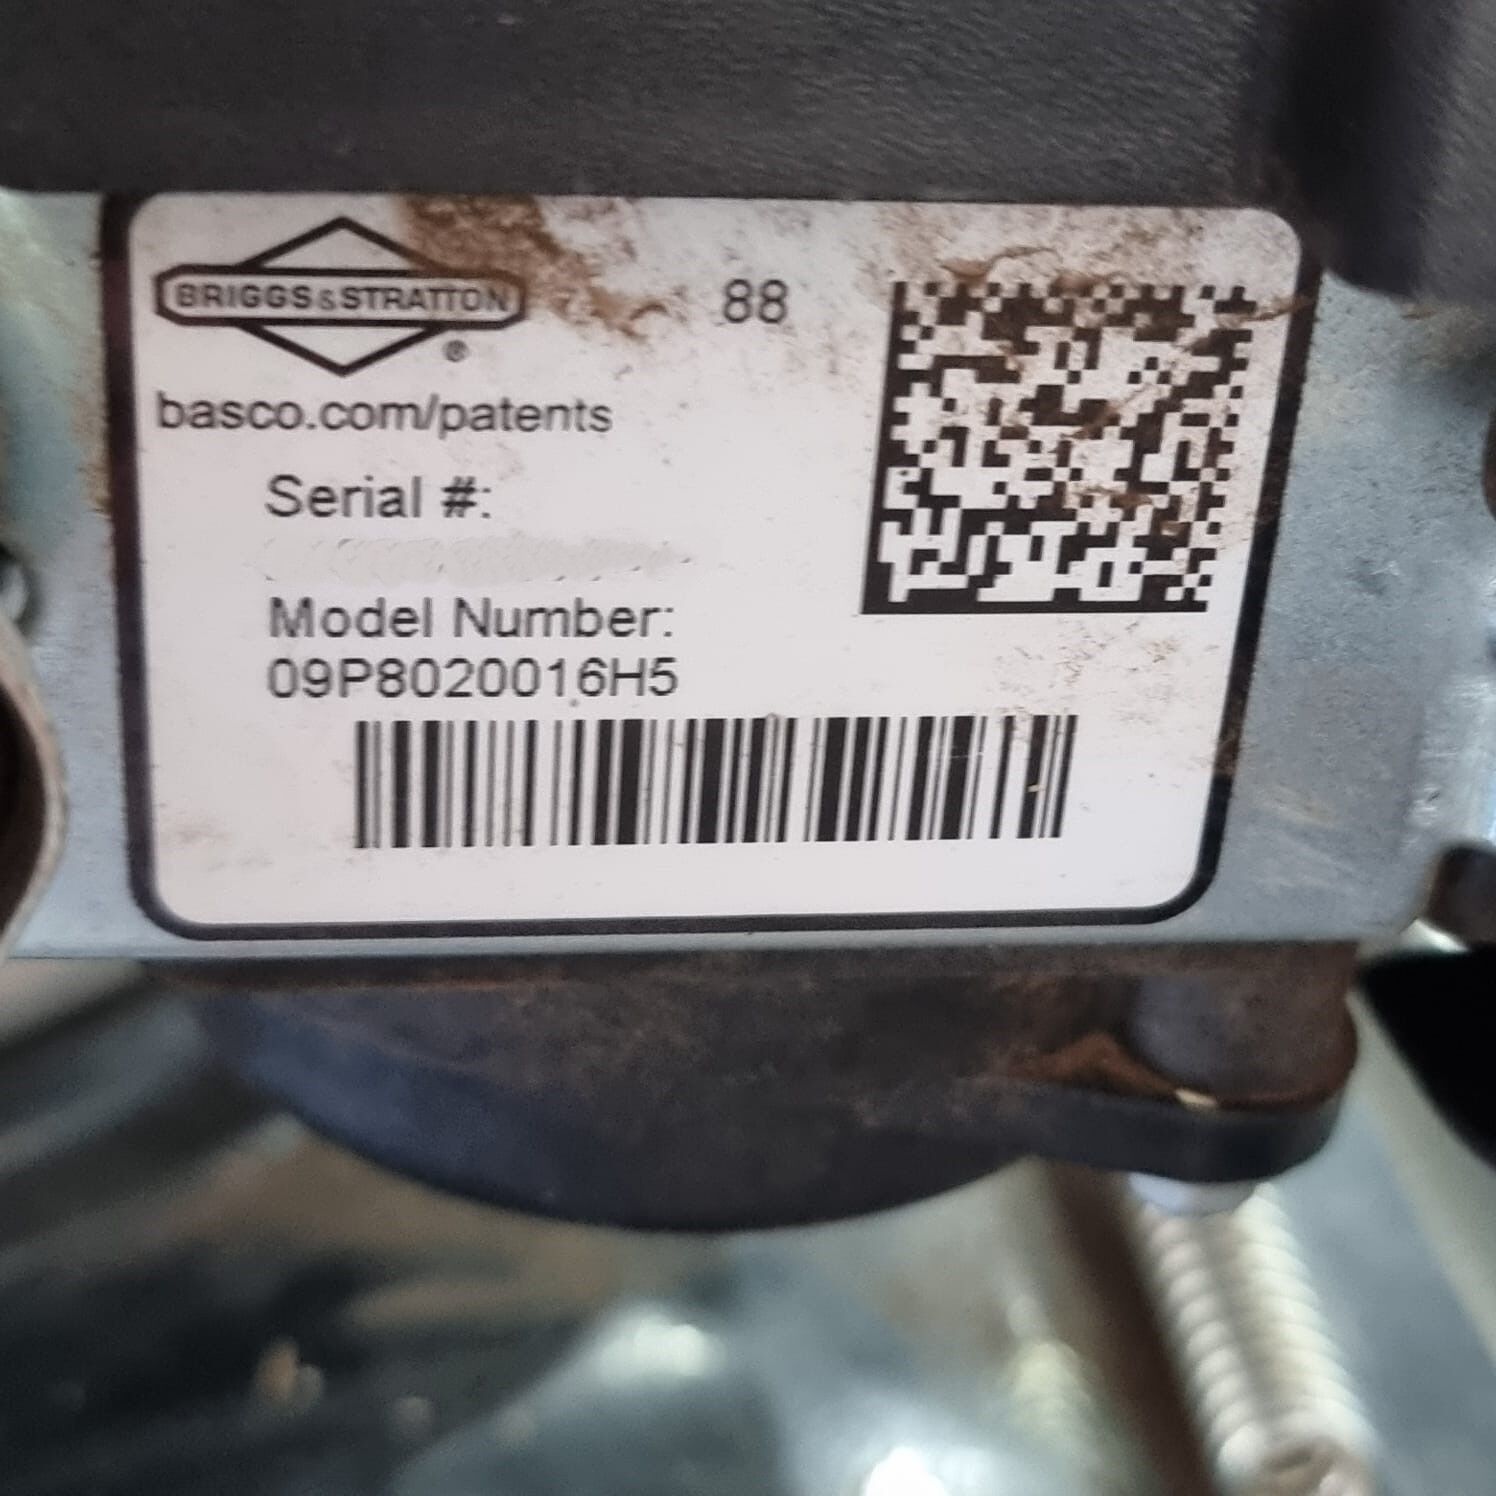 BRIGGS&STRATTON
®
88
basco.com/patents
Serial #:
Model Number:
09P8020016H5